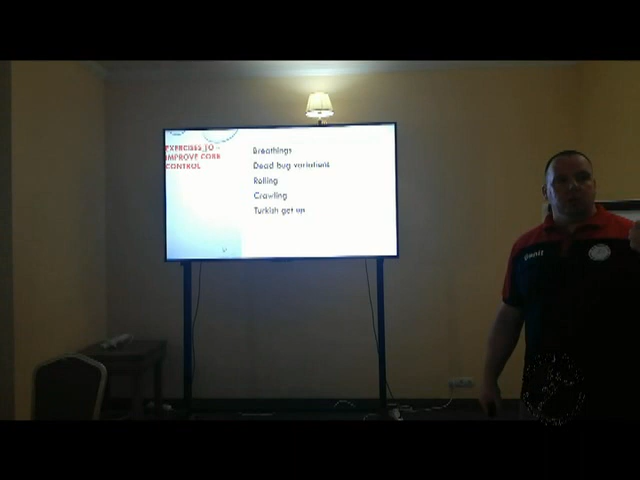 EXERCISES TO –
IMPROVE CORE
CONTROL
Breathings
Dead bug variations
Rolling
Crawling
Turkish get up